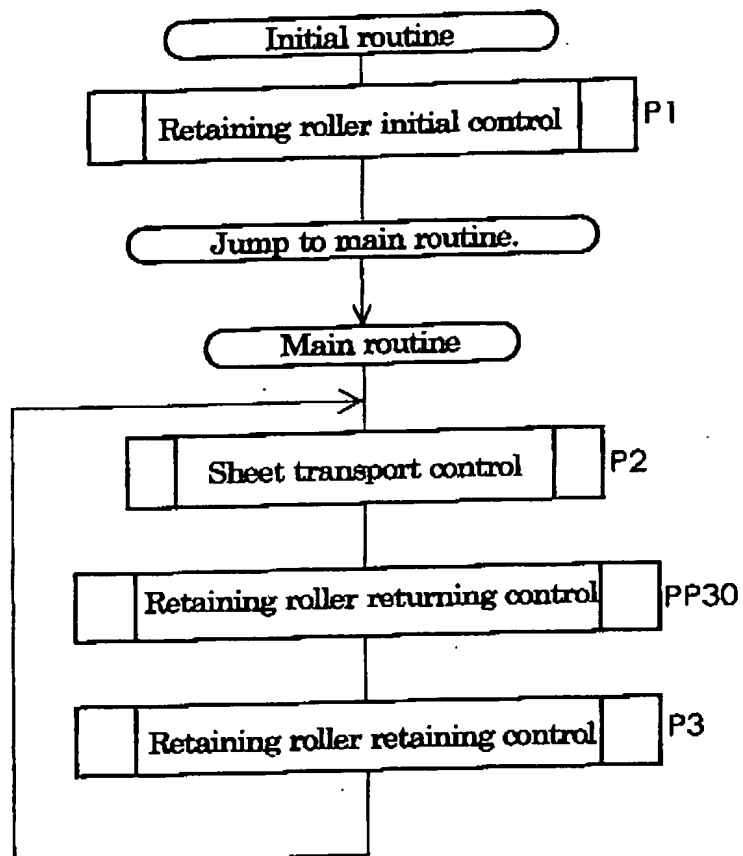 Initial routine
Retaining roller initial control
P1
Jump to main routine.
Main routine
Sheet transport control
P2
Retaining roller returning control
PP30
Retaining roller retaining control
P3